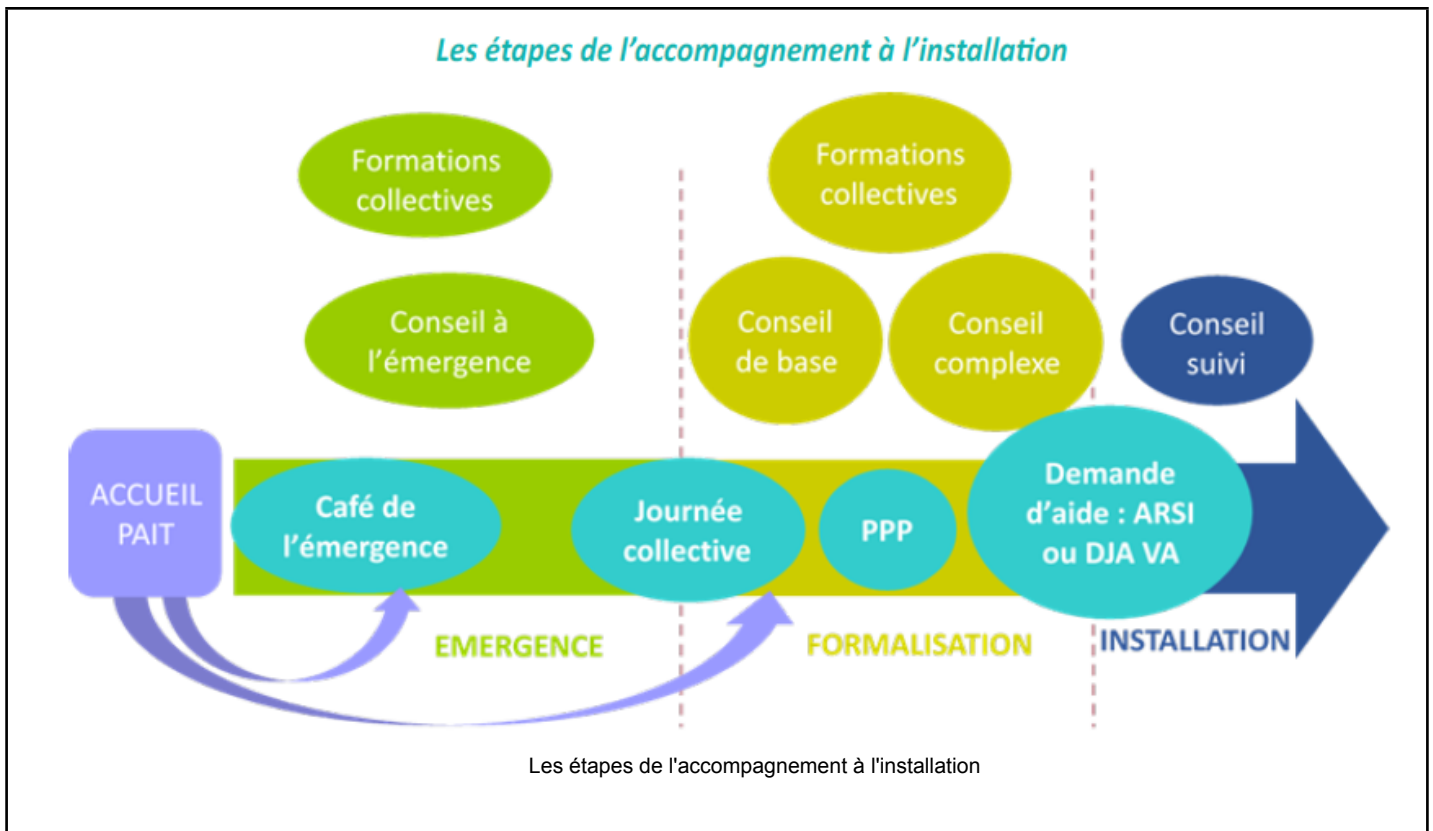 Les étapes de l’accompagnement à l’installation
Formations
collectives
Formations
collectives
Conseil à
l’émergence
Conseil
de base
Conseil
complexe
Conseil
suivi
ACCUEIL
PAIT
Café de
l’émergence
Journée
collective
PPP
Demande
d’aide : ARSI
ou DJA VA
EMERGENCE
FORMALISATION
INSTALLATION
Les étapes de l'accompagnement à l'installation